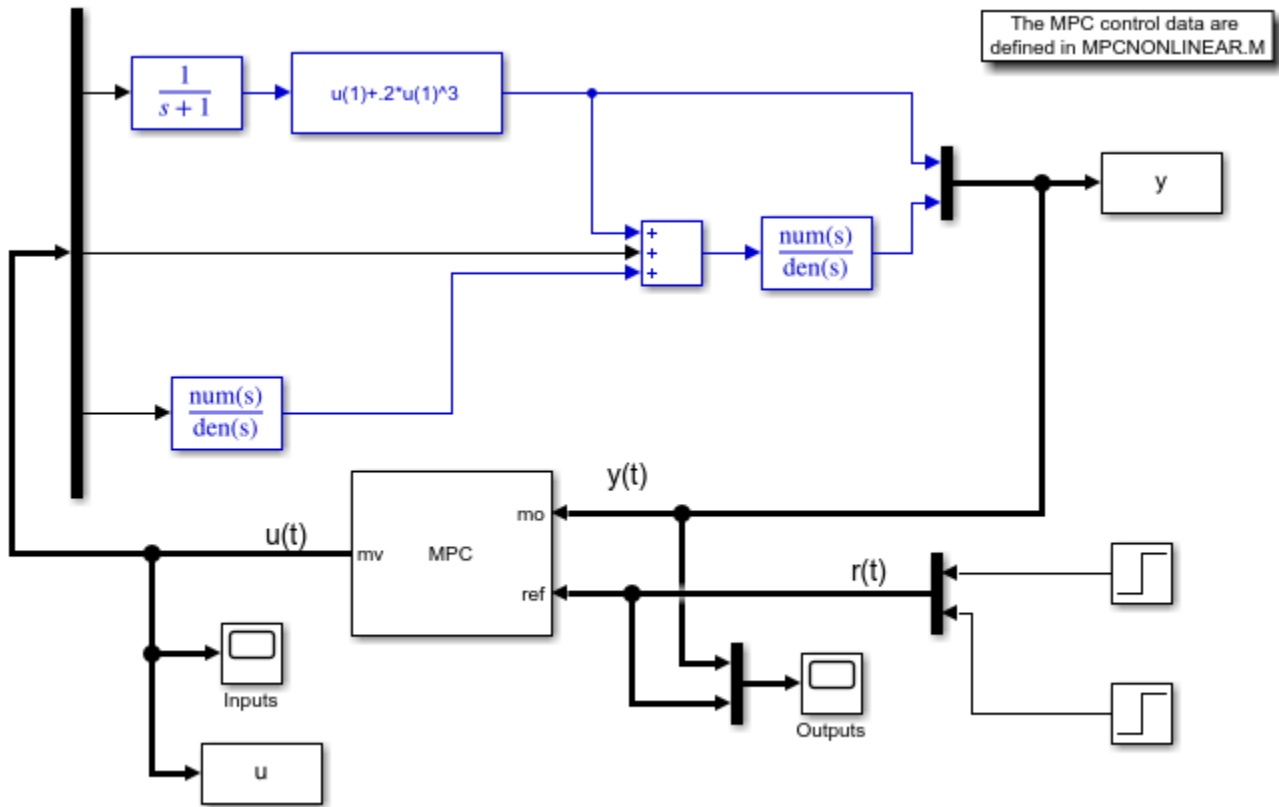 The MPC control data are
defined in MPCNONLINEAR.M
1
s + 1
u(1)+.2*u(1)^3
y
+
+
+
num(s)
den(s)
num(s)
den(s)
y(t)
mo
u(t)
mv
MPC
r(t)
ref
Inputs
Outputs
u